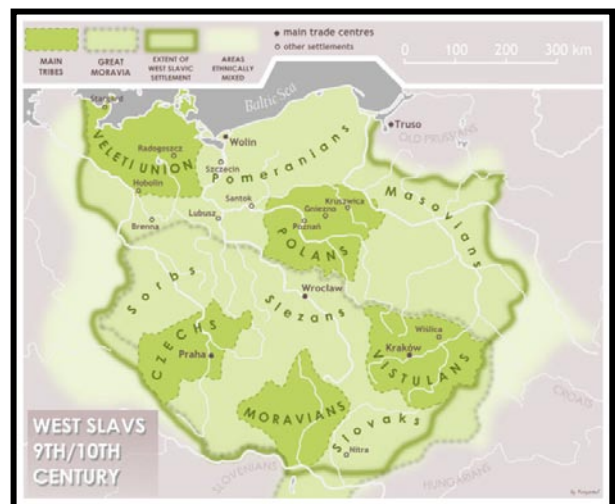 MAIN
TRIBES
GREAT
MORAVIA
EXTENT OF
WEST SLAVIC
SETTLEMENT
AREAS
ETHNICALLY
MIXED
main trade centres
other settlements
0 100 200 300 km
Baltic Sea
Stargard
Truso
OLD PRUSSIANS
VELETI UNION
Radogoszcz
Wolin
Szczecin
Pomeranians
Hobolin
Masovians
Santok
Kruszwica
Gniezno
Brenna
Lubusz
Poznań
POLANS
Sorbs
Wrocław
Slezans
CZECHS
Praha
Wiślica
Kraków
VISTULANS
MORAVIANS
Slovaks
Nitra
CROATS
WEST SLAVS
9TH/10TH
CENTURY
SLOVENIANS
HUNGARIANS